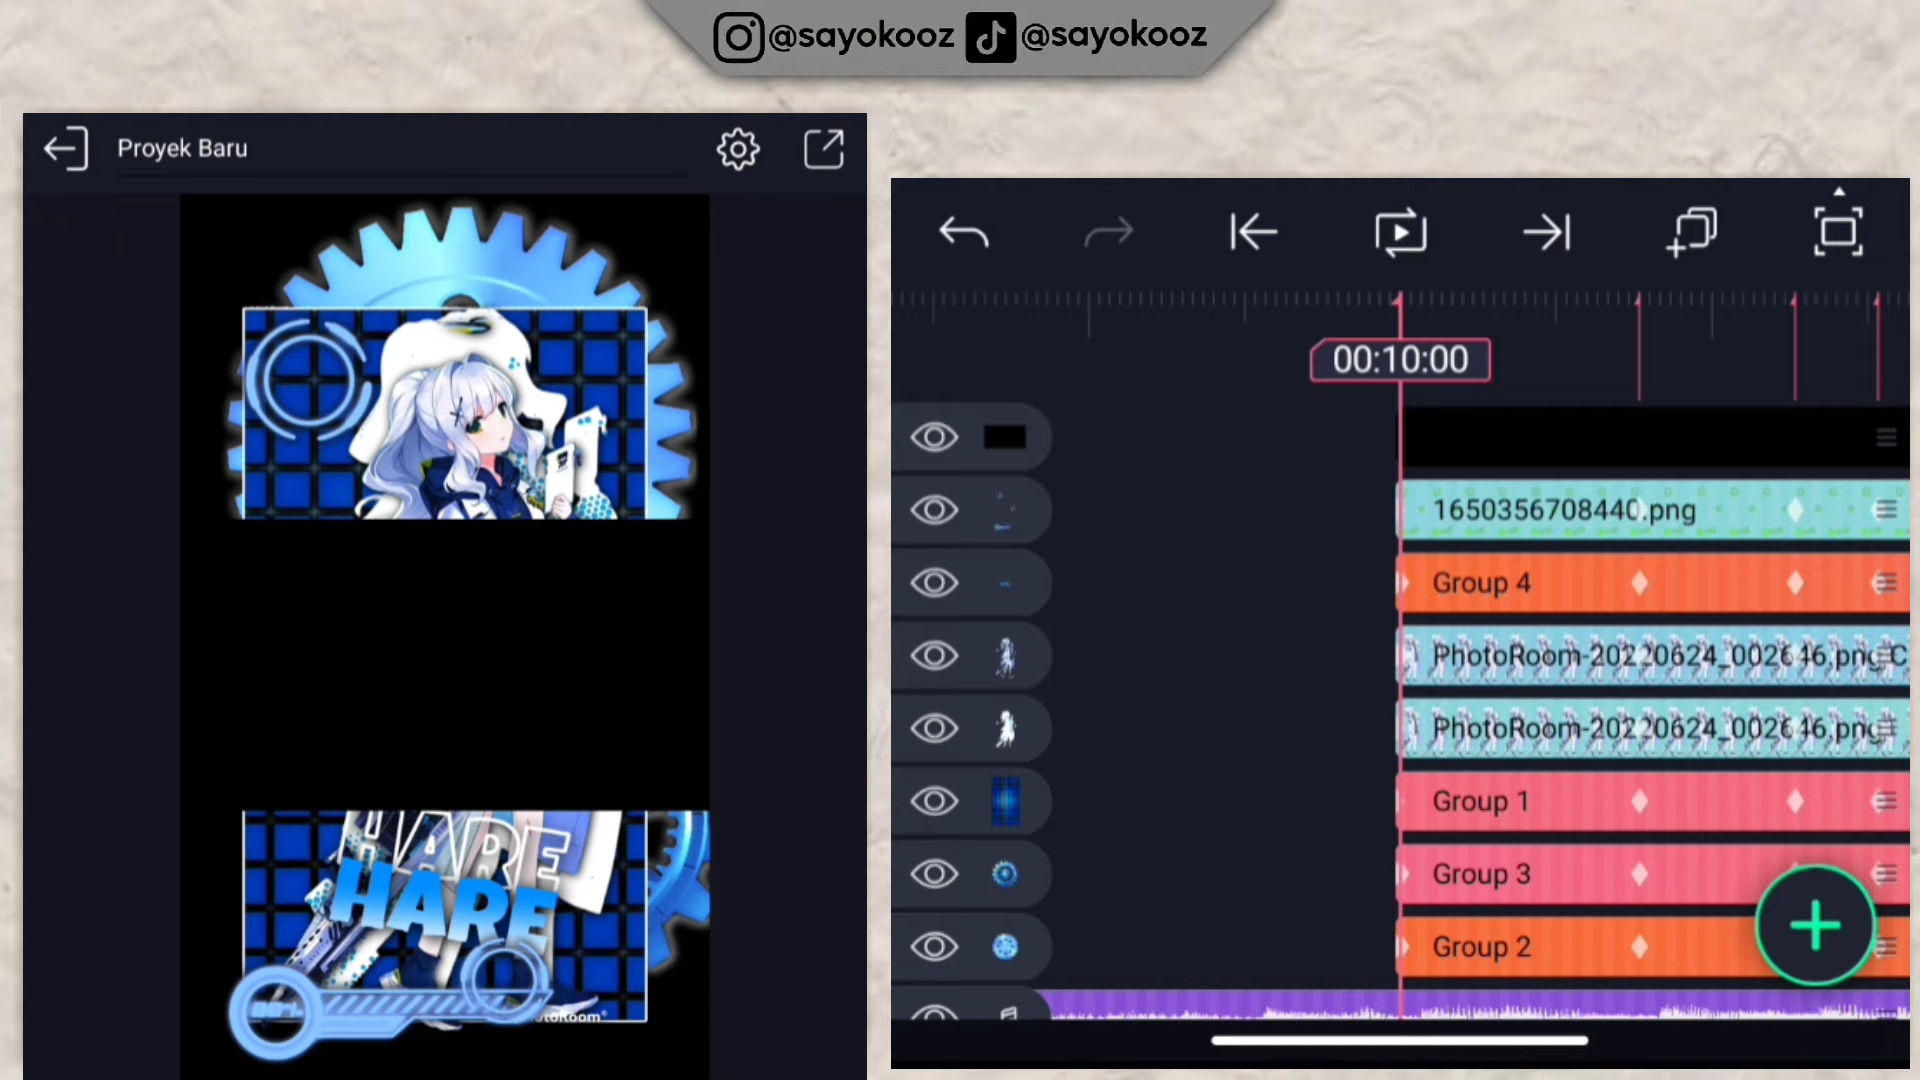 @sayokooz @sayokooz
Proyek Baru
HARE
HARE
00:10:00
1650356708440.png
Group 4
PhotoRoom-20220624_002646.png C
PhotoRoom-20220624_002646.png
Group 1
Group 3
Group 2